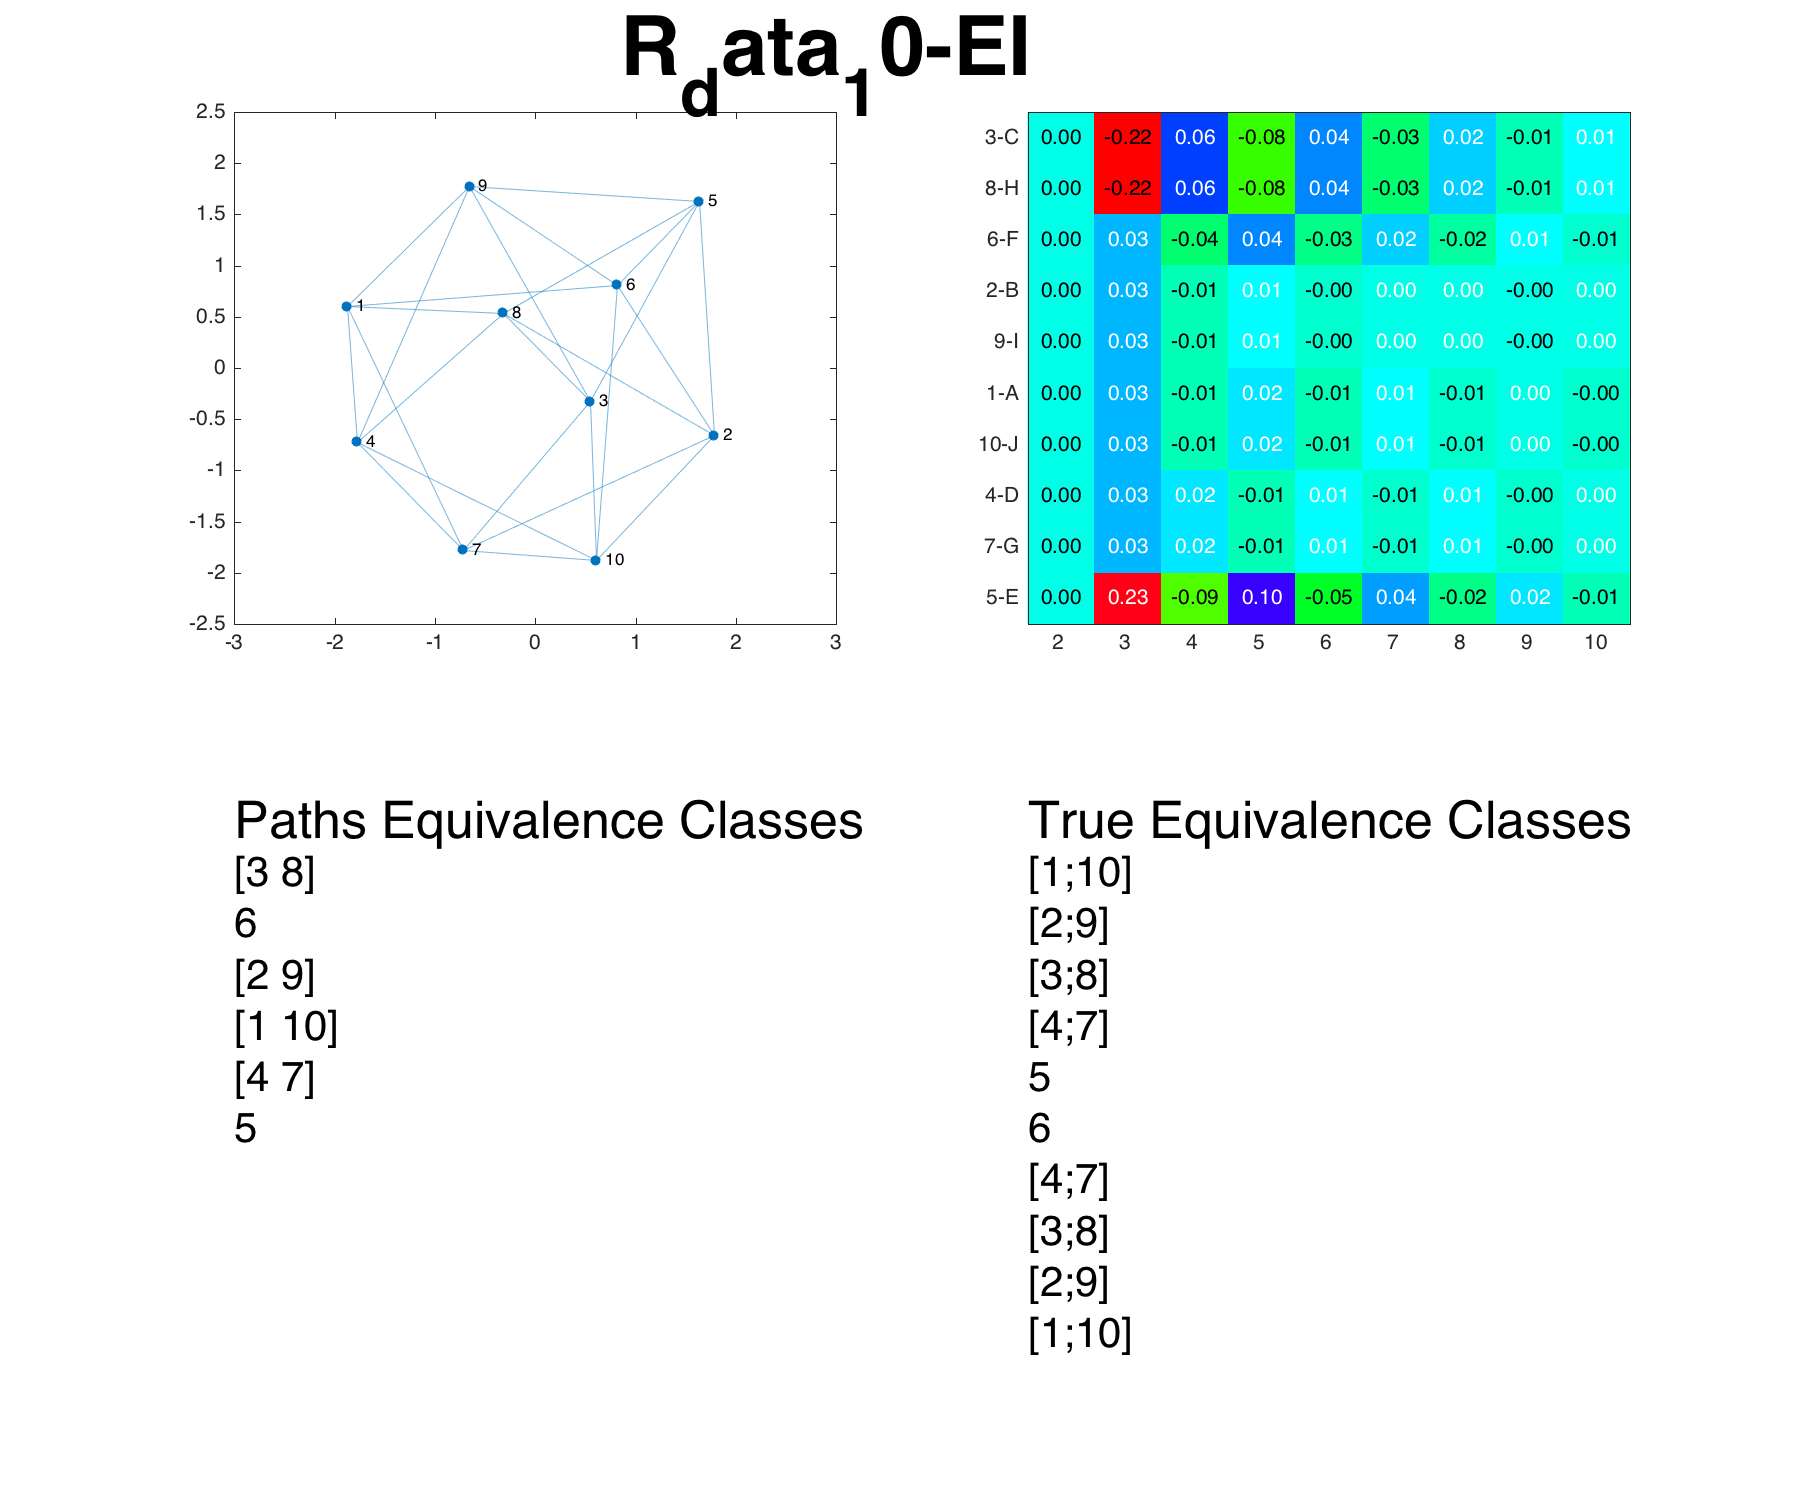 R_data_10-EI
2.5
2
1.5
1
0.5
0
-0.5
-1
-1.5
-2
-2.5
-3 -2 -1 0 1 2 3
9
5
6
1
8
3
2
4
7
10
3-C 0.00 -0.22 0.06 -0.08 0.04 -0.03 0.02 -0.01 0.01
8-H 0.00 -0.22 0.06 -0.08 0.04 -0.03 0.02 -0.01 0.01
6-F 0.00 0.03 -0.04 0.04 -0.03 0.02 -0.02 0.01 -0.01
2-B 0.00 0.03 -0.01 0.01 -0.00 0.00 0.00 -0.00 0.00
9-I 0.00 0.03 -0.01 0.01 -0.00 0.00 0.00 -0.00 0.00
1-A 0.00 0.03 -0.01 0.02 -0.01 0.01 -0.01 0.00 -0.00
10-J 0.00 0.03 -0.01 0.02 -0.01 0.01 -0.01 0.00 -0.00
4-D 0.00 0.03 0.02 -0.01 0.01 -0.01 0.01 -0.00 0.00
7-G 0.00 0.03 0.02 -0.01 0.01 -0.01 0.01 -0.00 0.00
5-E 0.00 0.23 -0.09 0.10 -0.05 0.04 -0.02 0.02 -0.01
2 3 4 5 6 7 8 9 10
Paths Equivalence Classes
[3 8]
6
[2 9]
[1 10]
[4 7]
5
True Equivalence Classes
[1;10]
[2;9]
[3;8]
[4;7]
5
6
[4;7]
[3;8]
[2;9]
[1;10]